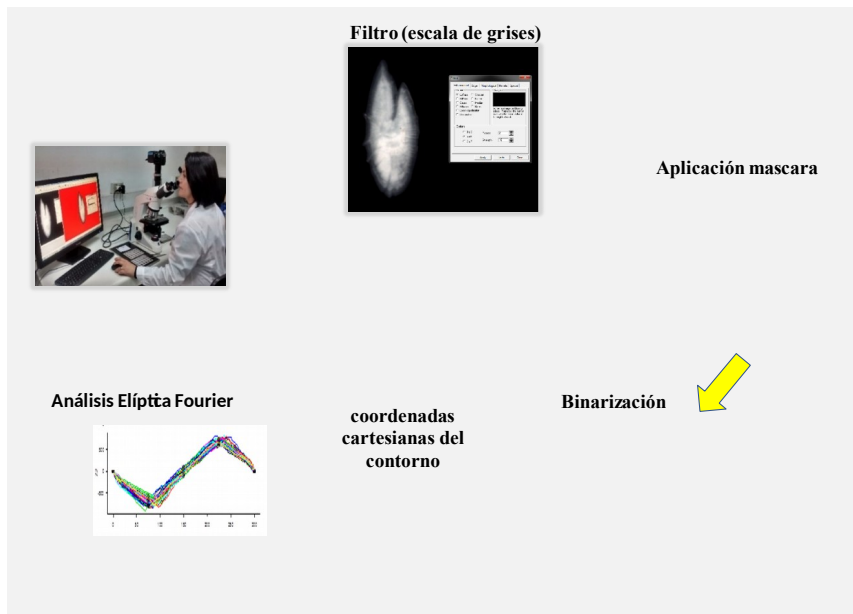 Filtro (escala de grises)
Aplicación mascara
Análisis Elíptca Fourier
coordenadas
cartesianas del
contorno
Binarización